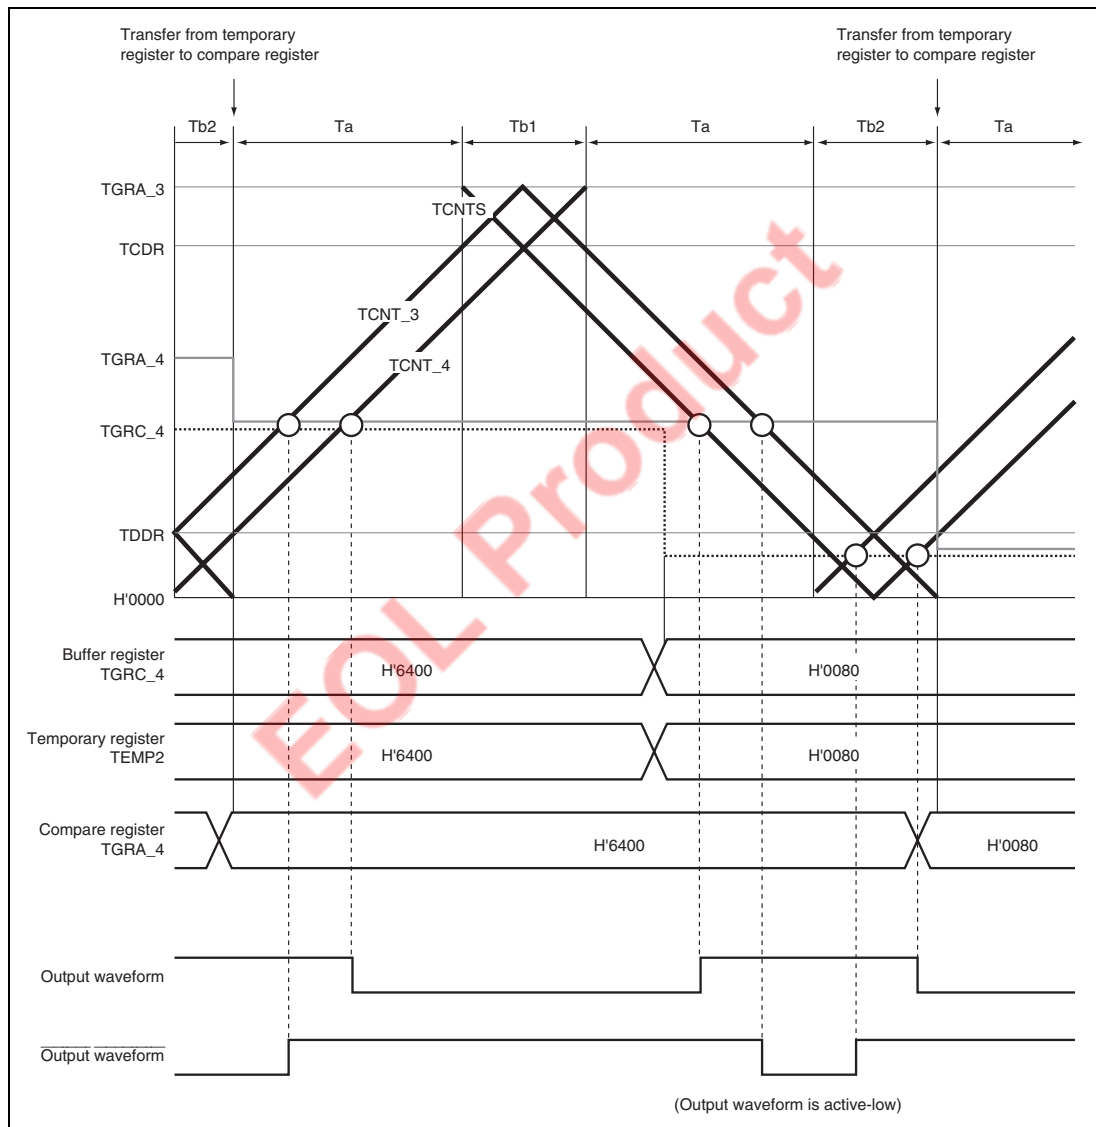 Transfer from temporary
register to compare register
Transfer from temporary
register to compare register
Tb2
Ta
Tb1
Ta
Tb2
Ta
TGRA_3
TCNTS
TCDR
TCNT_3
TGRA_4
TCNT_4
TGRC_4
TDDR
H'0000
EOL Product
Buffer register
TGRC_4
H'6400
H'0080
Temporary register
TEMP2
H'6400
H'0080
Compare register
TGRA_4
H'6400
H'0080
Output waveform
Output waveform
(Output waveform is active-low)